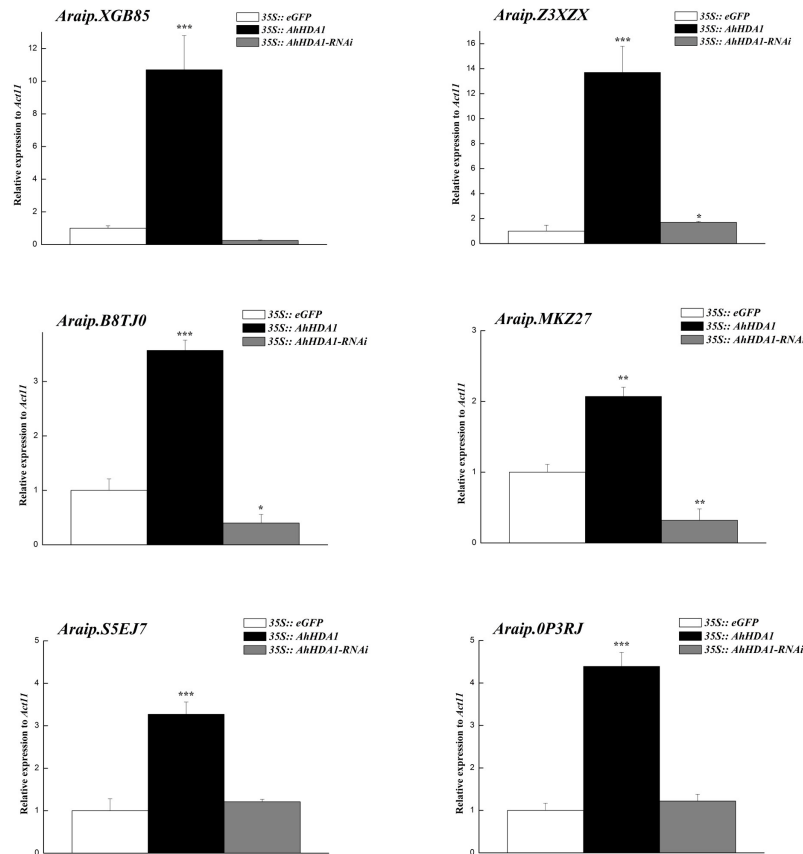 Araip.XGB85
35S:: eGFP
35S:: AhHDA1
35S:: AhHDA1-RNAi
***
Relative expression to Act11
12
10
8
6
4
2
0
Araip.Z3XZX
35S:: eGFP
35S:: AhHDA1
35S:: AhHDA1-RNAi
***
*
Relative expression to Act11
16
14
12
10
8
6
4
2
0
Araip.B8TJ0
35S:: eGFP
35S:: AhHDA1
35S:: AhHDA1-RNAi
***
*
Relative expression to Act11
3
2
1
0
Araip.MKZ27
35S:: eGFP
35S:: AhHDA1
35S:: AhHDA1-RNAi
**
**
Relative expression to Act11
3
2
1
0
Araip.S5EJ7
35S:: eGFP
35S:: AhHDA1
35S:: AhHDA1-RNAi
***
Relative expression to Act11
5
4
3
2
1
0
Araip.0P3RJ
35S:: eGFP
35S:: AhHDA1
35S:: AhHDA1-RNAi
***
Relative expression to Act11
5
4
3
2
1
0